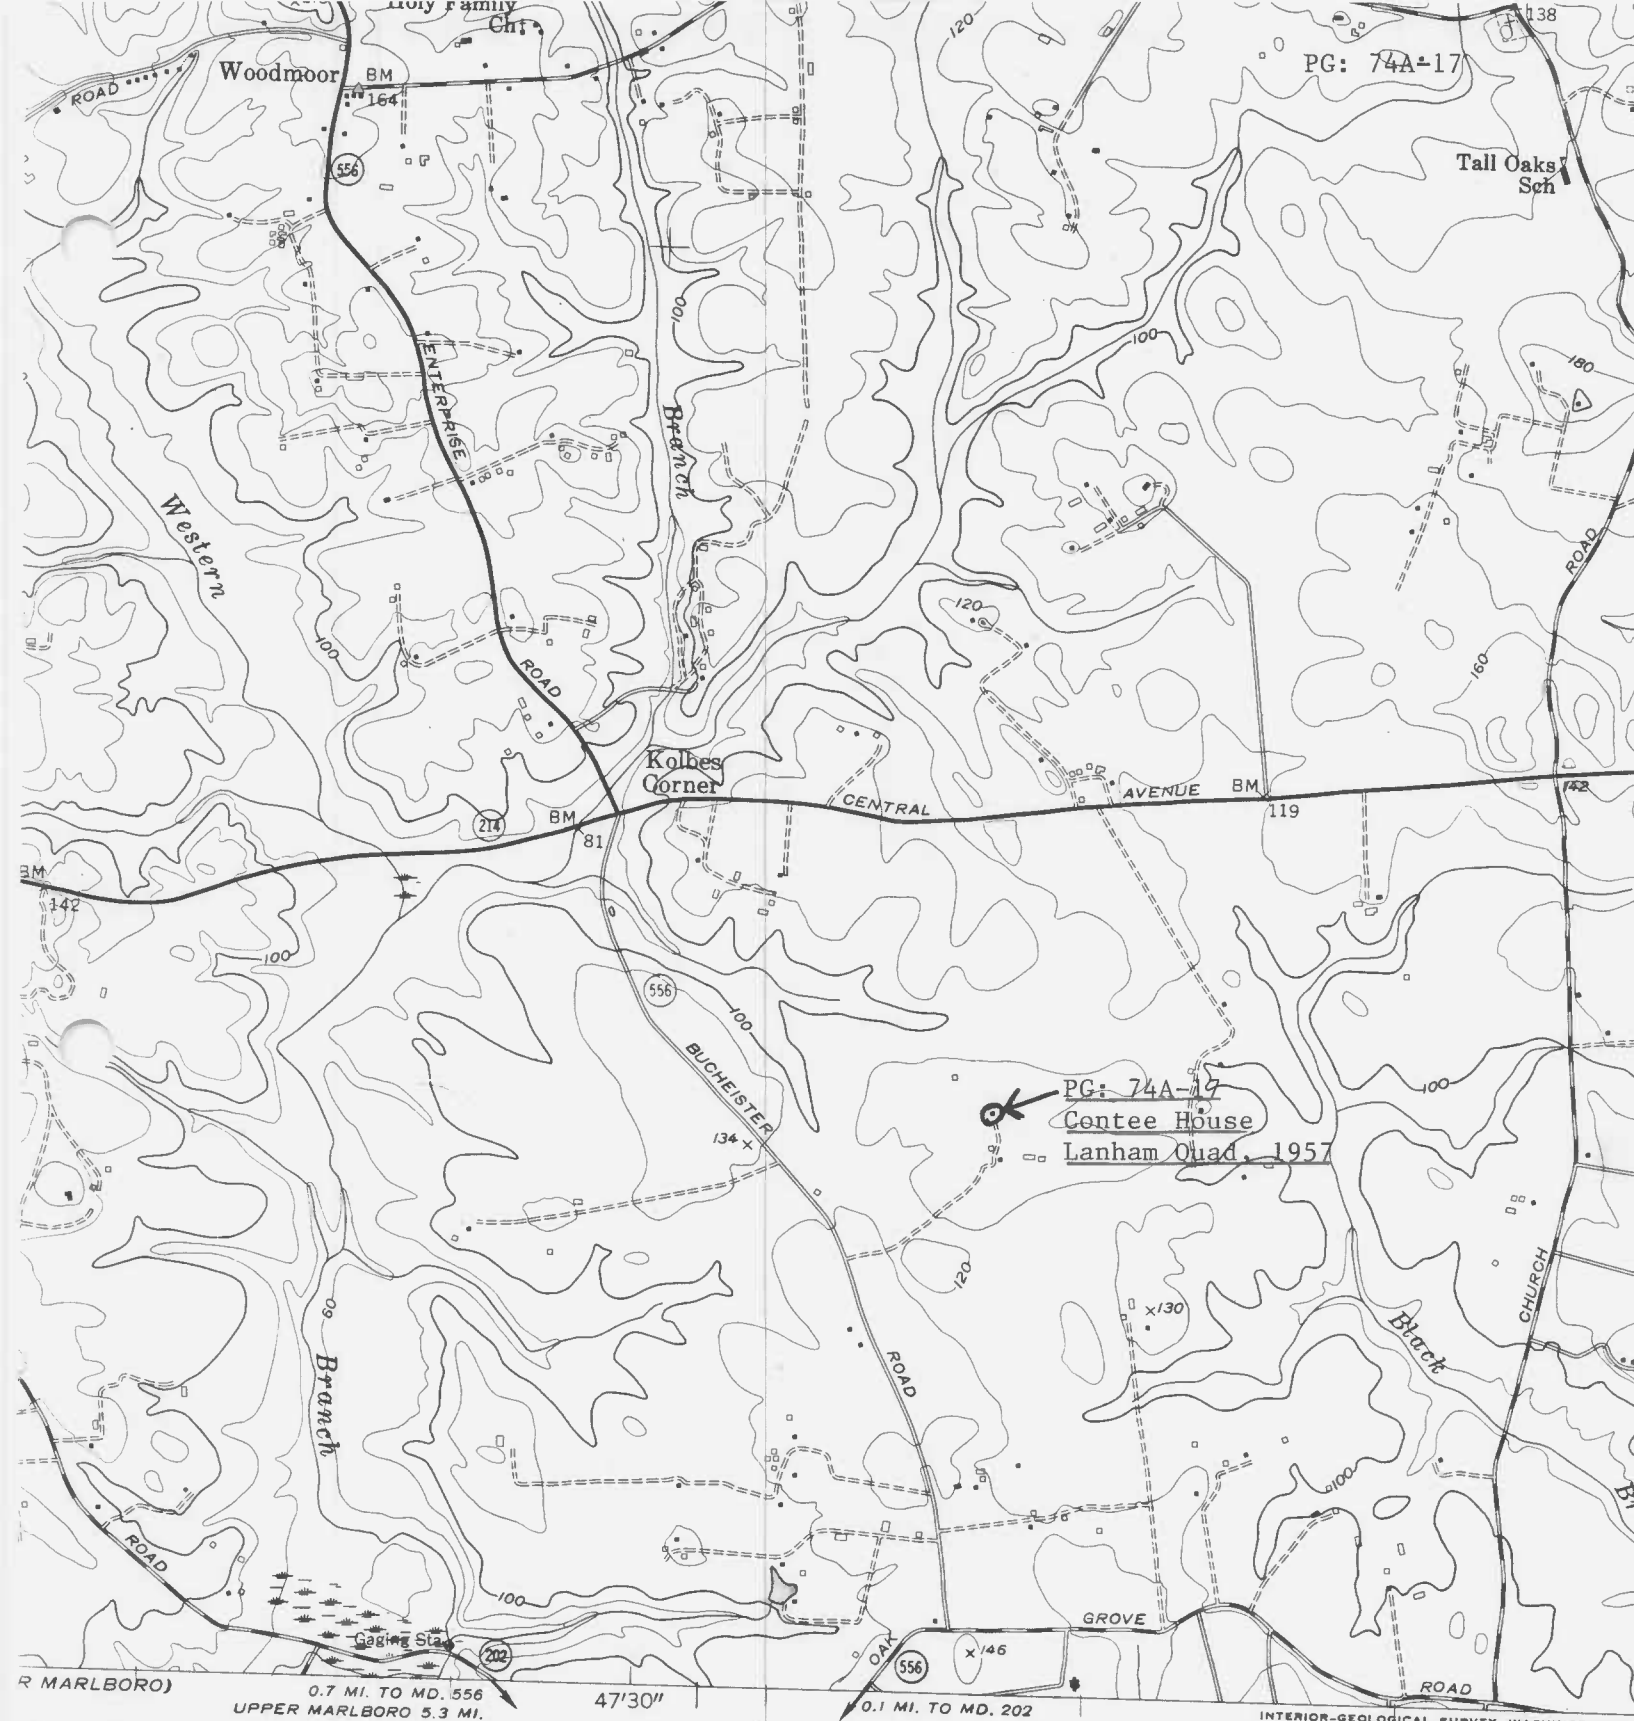 Holy Family
Ch
138
120
PG: 74A-17
Woodmoor
BM
164
ROAD
556
Tall Oaks
Sch
100
100
180
ENTERPRISE
Branch
Western
ROAD
120
100
160
ROAD
Kolbes
Corner
CENTRAL
AVENUE
BM
119
142
214
BM
81
BM
142
100
556
100
BUCHEISTER
134
PG: 74A-17
Contee House
Lanham Quad, 1957
100
120
130
CHURCH
Black
60
Branch
ROAD
100
ROAD
100
GROVE
Gaging Sta
202
OAK
556
146
R MARLBORO)
0.7 MI. TO MD. 556
UPPER MARLBORO 5.3 MI.
47'30"
0.1 MI. TO MD. 202
ROAD
INTERIOR-GEOLOGICAL SURVEY